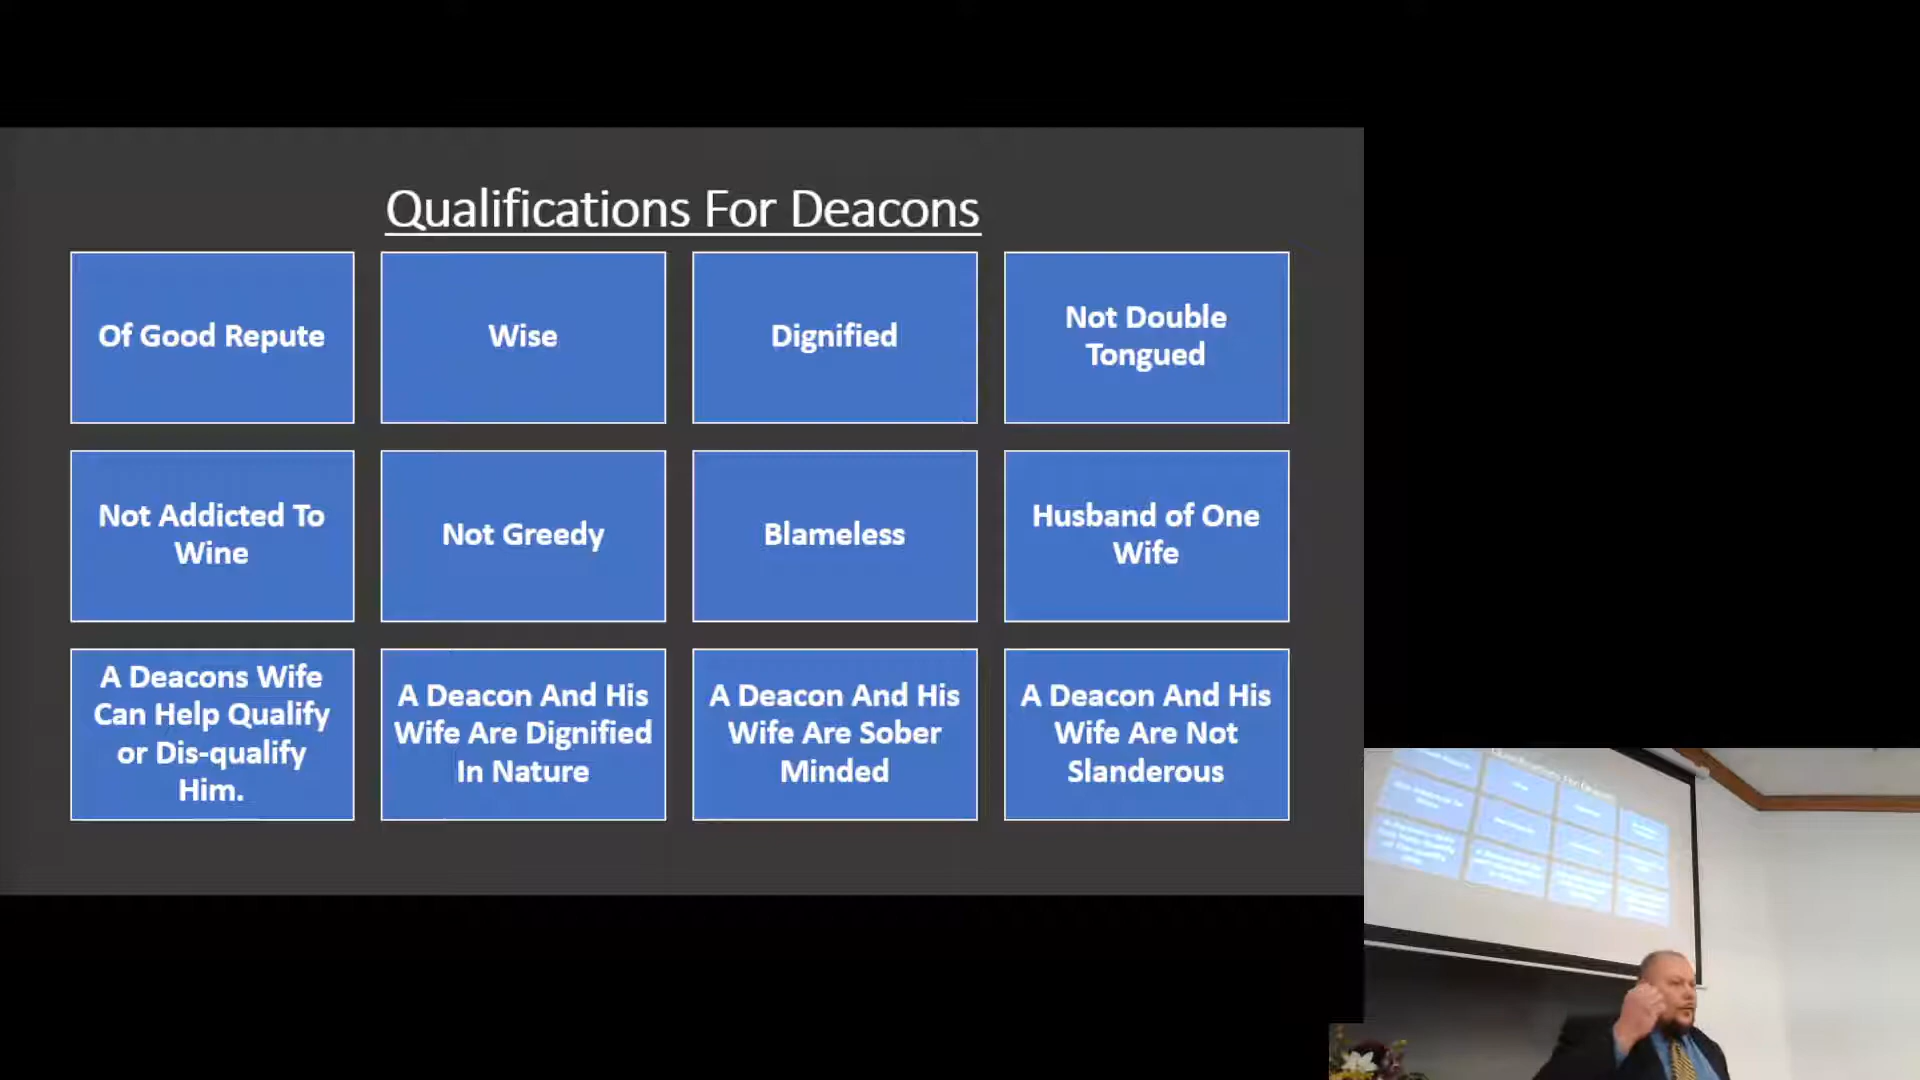 Qualifications For Deacons
Of Good Repute
Wise
Dignified
Not Double
Tongued
Not Addicted To
Wine
Not Greedy
Blameless
Husband of One
Wife
A Deacons Wife
Can Help Qualify
or Dis-qualify
Him.
A Deacon And His
Wife Are Dignified
In Nature
A Deacon And His
Wife Are Sober
Minded
A Deacon And His
Wife Are Not
Slanderous